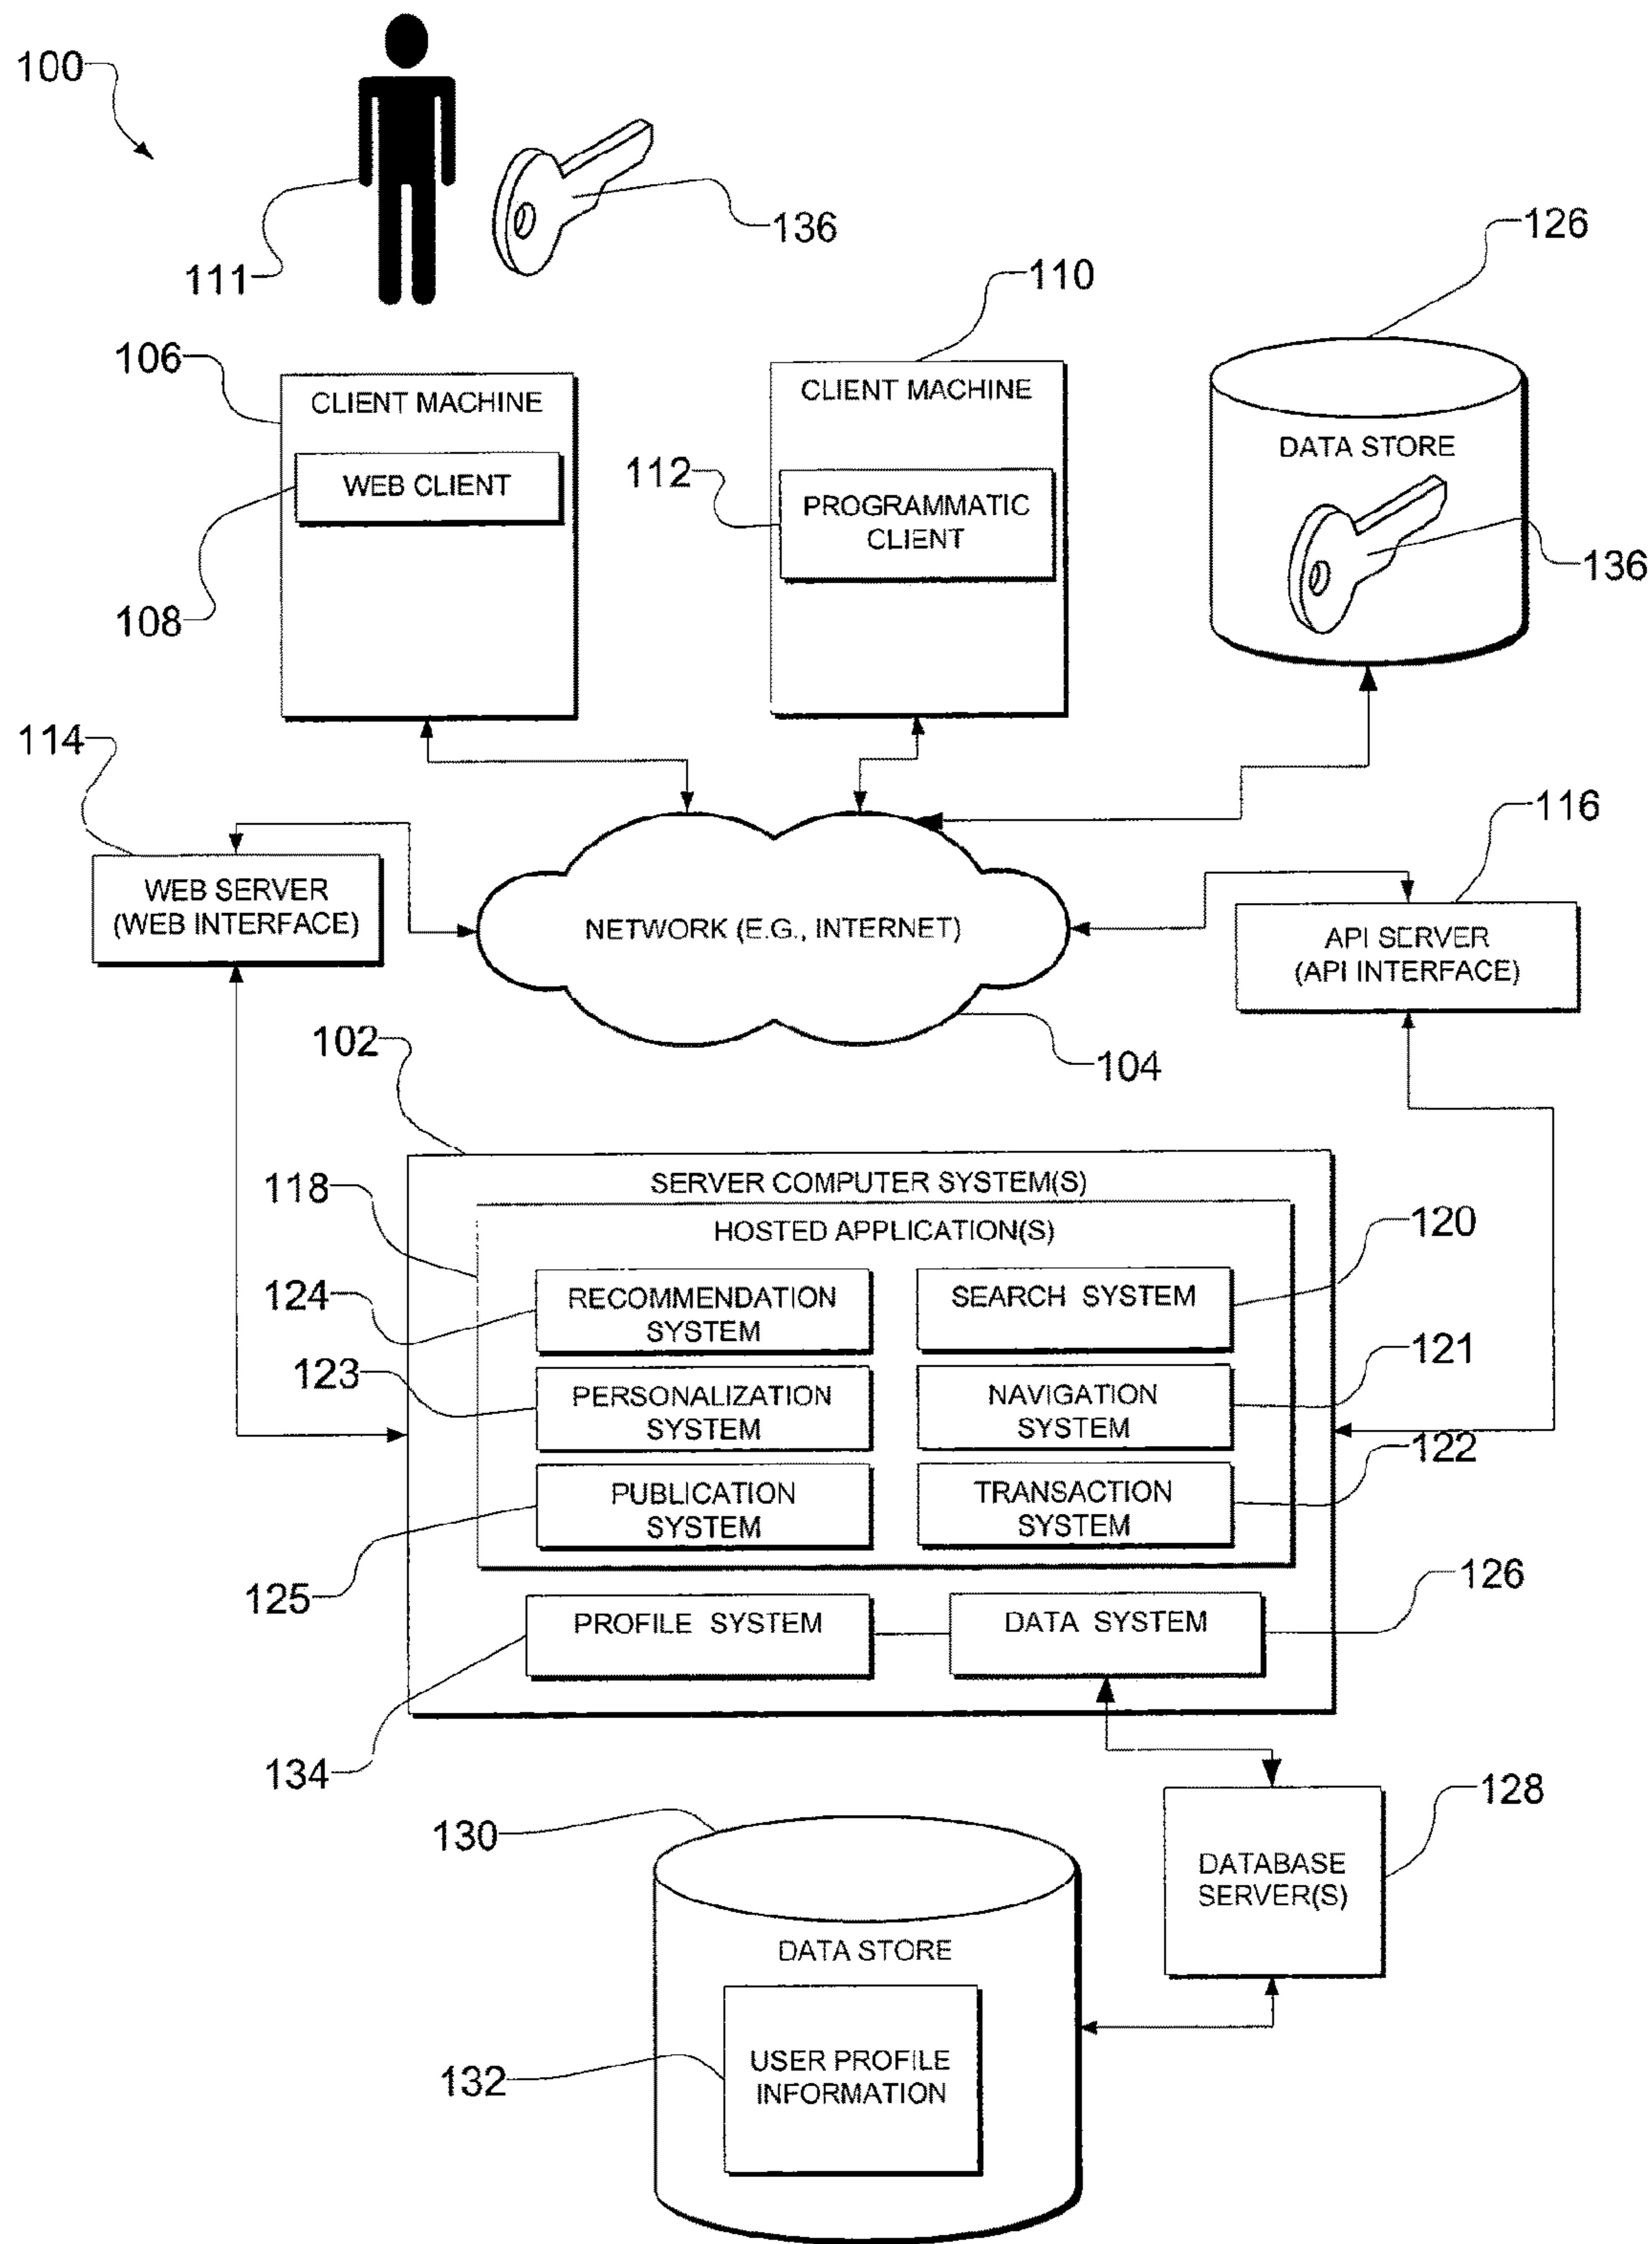 100
111
136
126
106
110
CLIENT MACHINE
CLIENT MACHINE
DATA STORE
WEB CLIENT
112
PROGRAMMATIC
CLIENT
108
136
114
116
WEB SERVER
(WEB INTERFACE)
NETWORK (E.G., INTERNET)
API SERVER
(API INTERFACE)
102
104
SERVER COMPUTER SYSTEM(S)
118
HOSTED APPLICATION(S)
120
124
RECOMMENDATION
SYSTEM
SEARCH SYSTEM
123
PERSONALIZATION
SYSTEM
NAVIGATION
SYSTEM
121
122
PUBLICATION
SYSTEM
TRANSACTION
SYSTEM
125
126
PROFILE SYSTEM
DATA SYSTEM
134
128
130
DATABASE
SERVER(S)
DATA STORE
132
USER PROFILE
INFORMATION